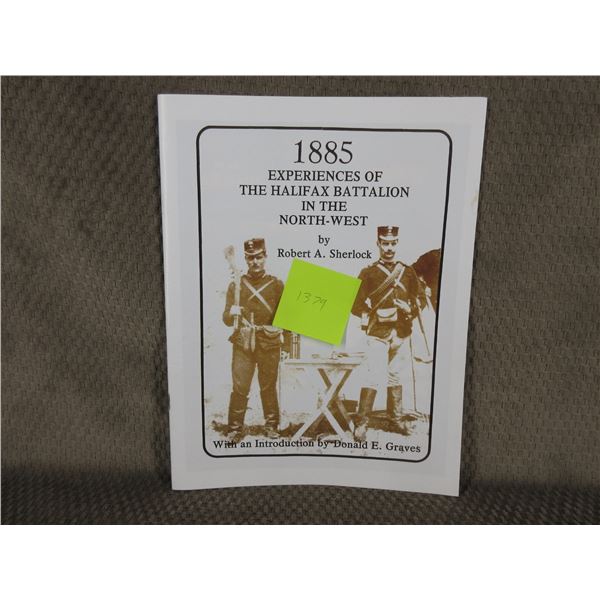 1885
EXPERIENCES OF
THE HALIFAX BATTALION
IN THE
NORTH-WEST
by
Robert A. Sherlock
1379
With an Introduction by Donald E. Graves